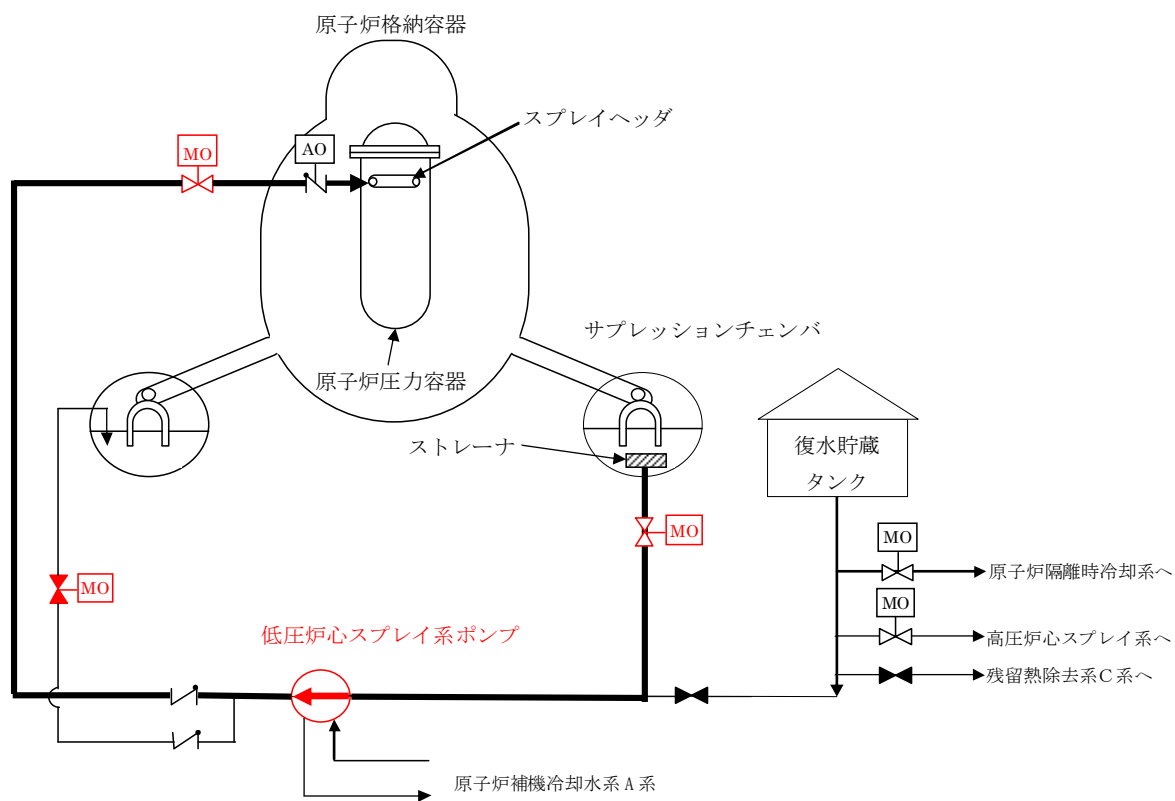 原子炉格納容器
スプレイヘッダ
MO
AO
サプレッションチェンバ
原子炉圧力容器
ストレーナ
復水貯蔵
タンク
MO
MO
原子炉隔離時冷却系へ
MO
MO
高圧炉心スプレイ系へ
低圧炉心スプレイ系ポンプ
残留熱除去系C系へ
原子炉補機冷却水系A系